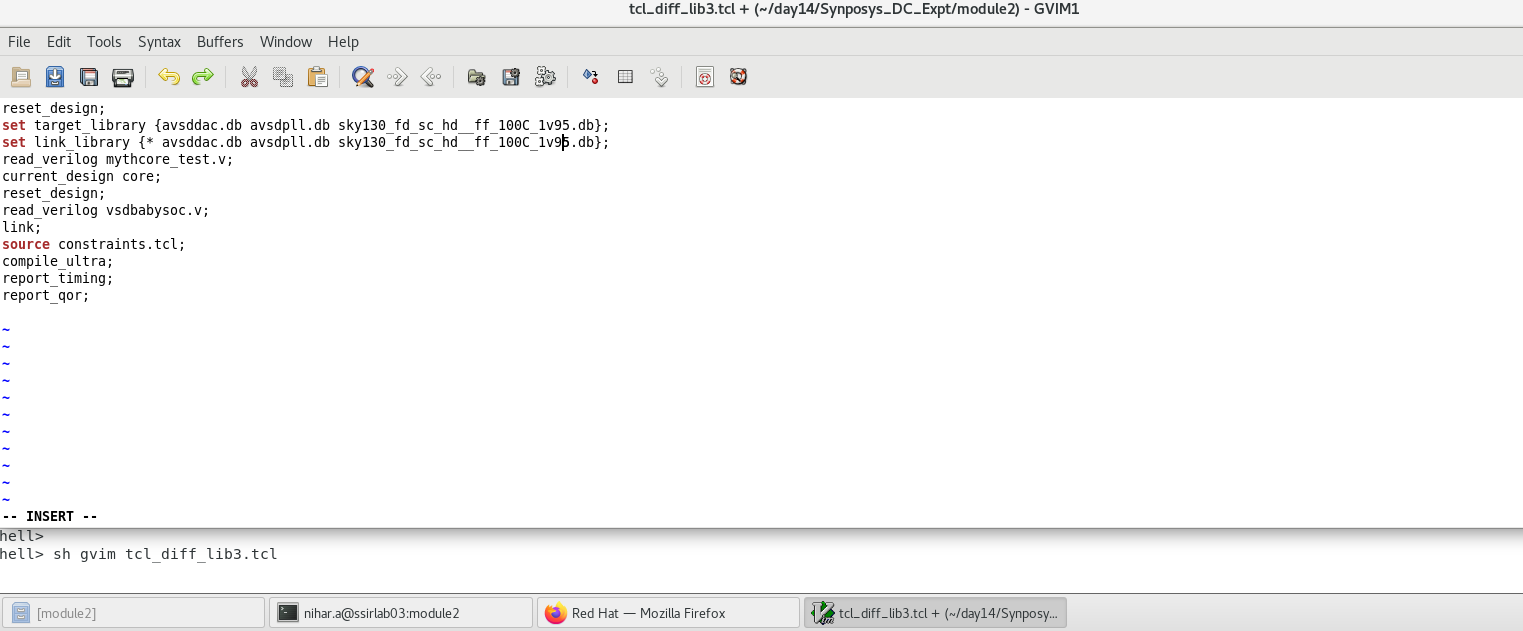 tcl_diff_lib3.tcl + (~/day14/Synposys_DC_Expt/module2) - GVIM1
File Edit Tools Syntax Buffers Window Help
reset_design;
set target_library {avsddac.db avsdpll.db sky130_fd_sc_hd__ff_100C_1v95.db};
set link_library {* avsddac.db avsdpll.db sky130_fd_sc_hd__ff_100C_1v95.db};
read_verilog mythcore_test.v;
current_design core;
reset_design;
read_verilog vsdbabysoc.v;
link;
source constraints.tcl;
compile_ultra;
report_timing;
report_qor;
~
~
~
~
~
~
~
~
~
~
~
-- INSERT --
hell>
hell> sh gvim tcl_diff_lib3.tcl
[module2] nihar.a@ssirlab03:module2 Red Hat — Mozilla Firefox tcl_diff_lib3.tcl + (~/day14/Synposy...